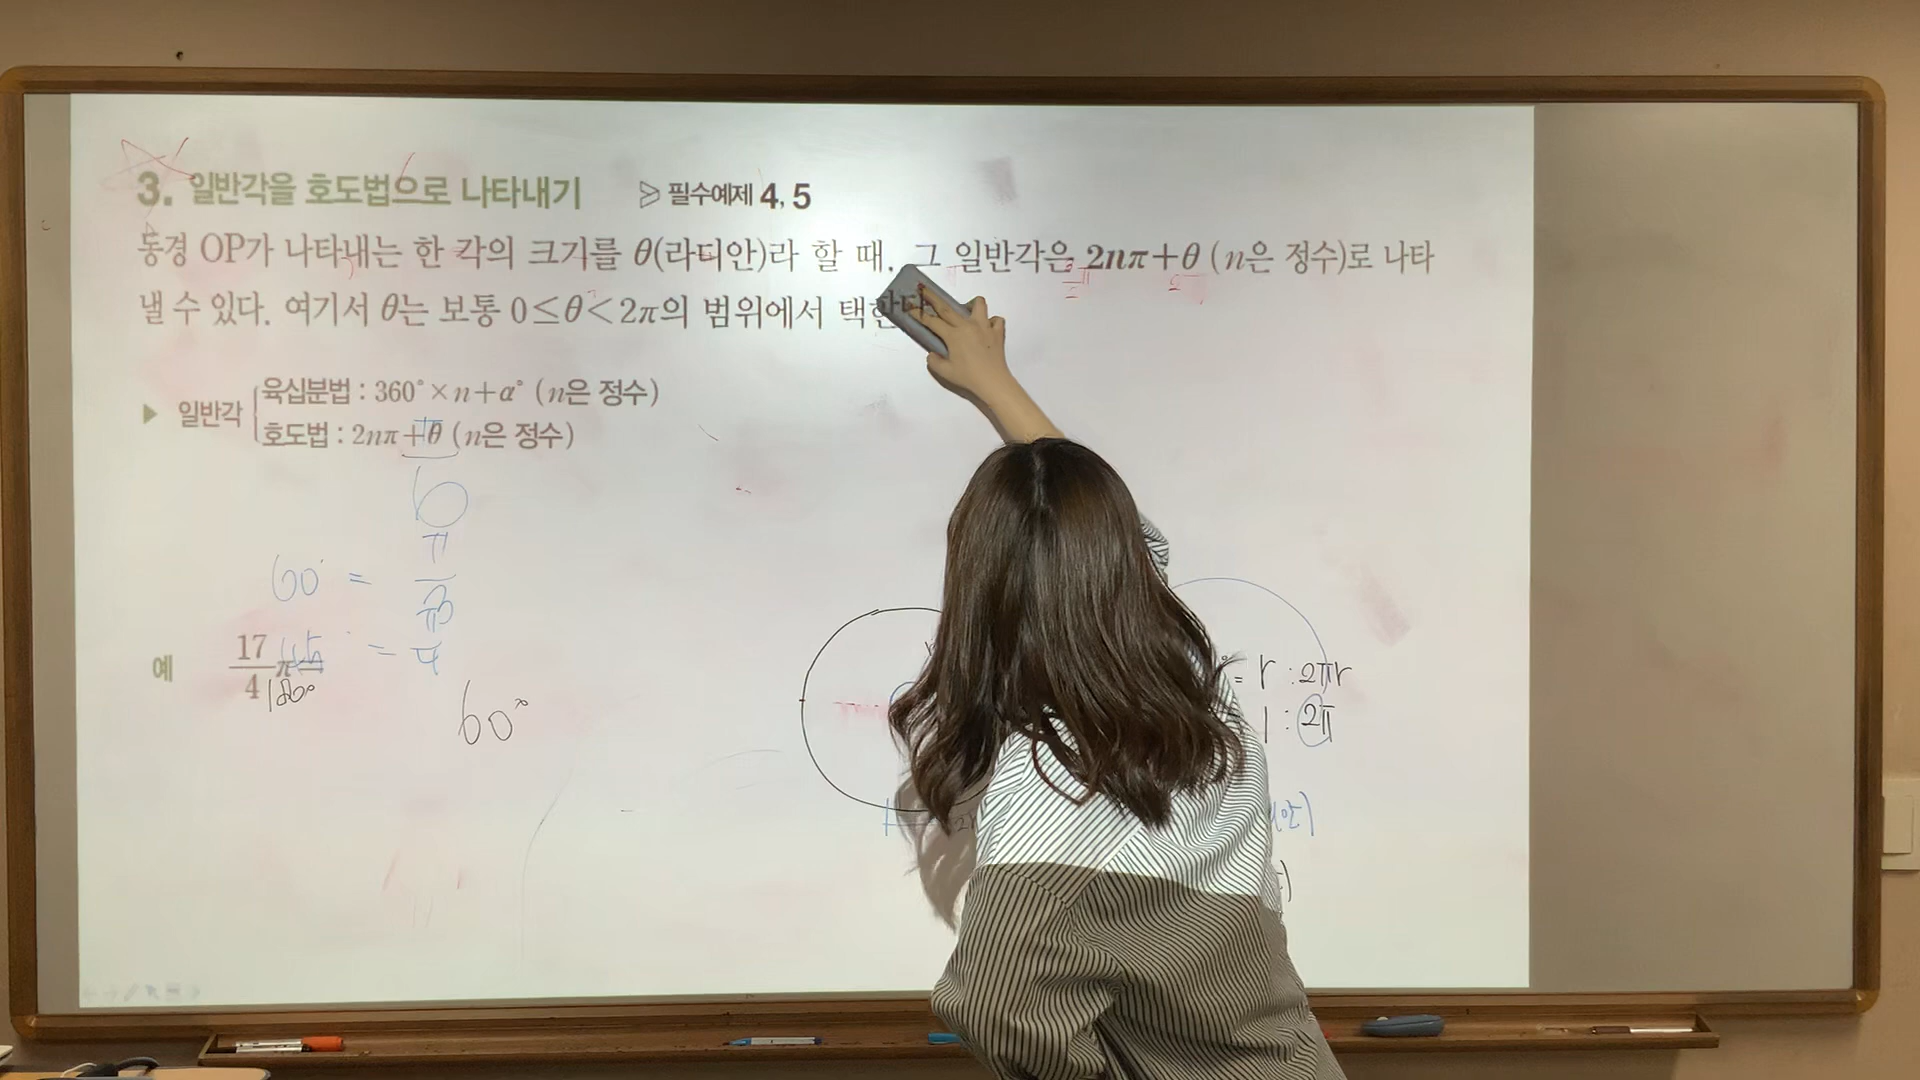 3. 일반각을 호도법으로 나타내기 ▷ 필수예제 4, 5
동경 OP가 나타내는 한 각의 크기를 θ(라디안)라 할 때, 그 일반각은 2nπ+θ (n은 정수)로 나타
낼 수 있다. 여기서 θ는 보통 0≤θ<2π의 범위에서 택한다.
▶ 일반각
육십분법 : 360°×n+α° (n은 정수)
호도법 : 2nπ+θ (n은 정수)
π
6
60° = π/3
= π/4
예 17/4 π=
180°
60°
= r : 2πr
1 : 2π
안)